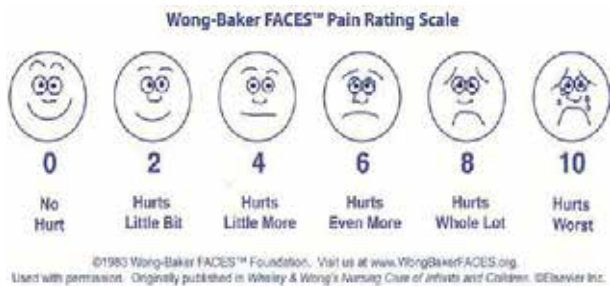 Wong-Baker FACES™ Pain Rating Scale
0 2 4 6 8 10
No Hurts Hurts Hurts Hurts Hurts
Hurt Little Bit Little More Even More Whole Lot Worst
©1983 Wong-Baker FACES™ Foundation. Visit us at www.WongBakerFACES.org.
Used with permission. Originally published in Whaley & Wong's Nursing Care of Infants and Children. ©Elsevier Inc.